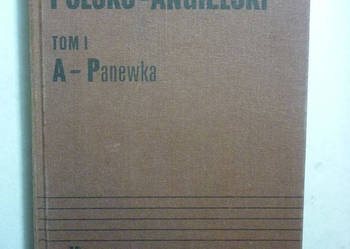 POLSKO-ANGIELSKI
TOM I
A – Panewka